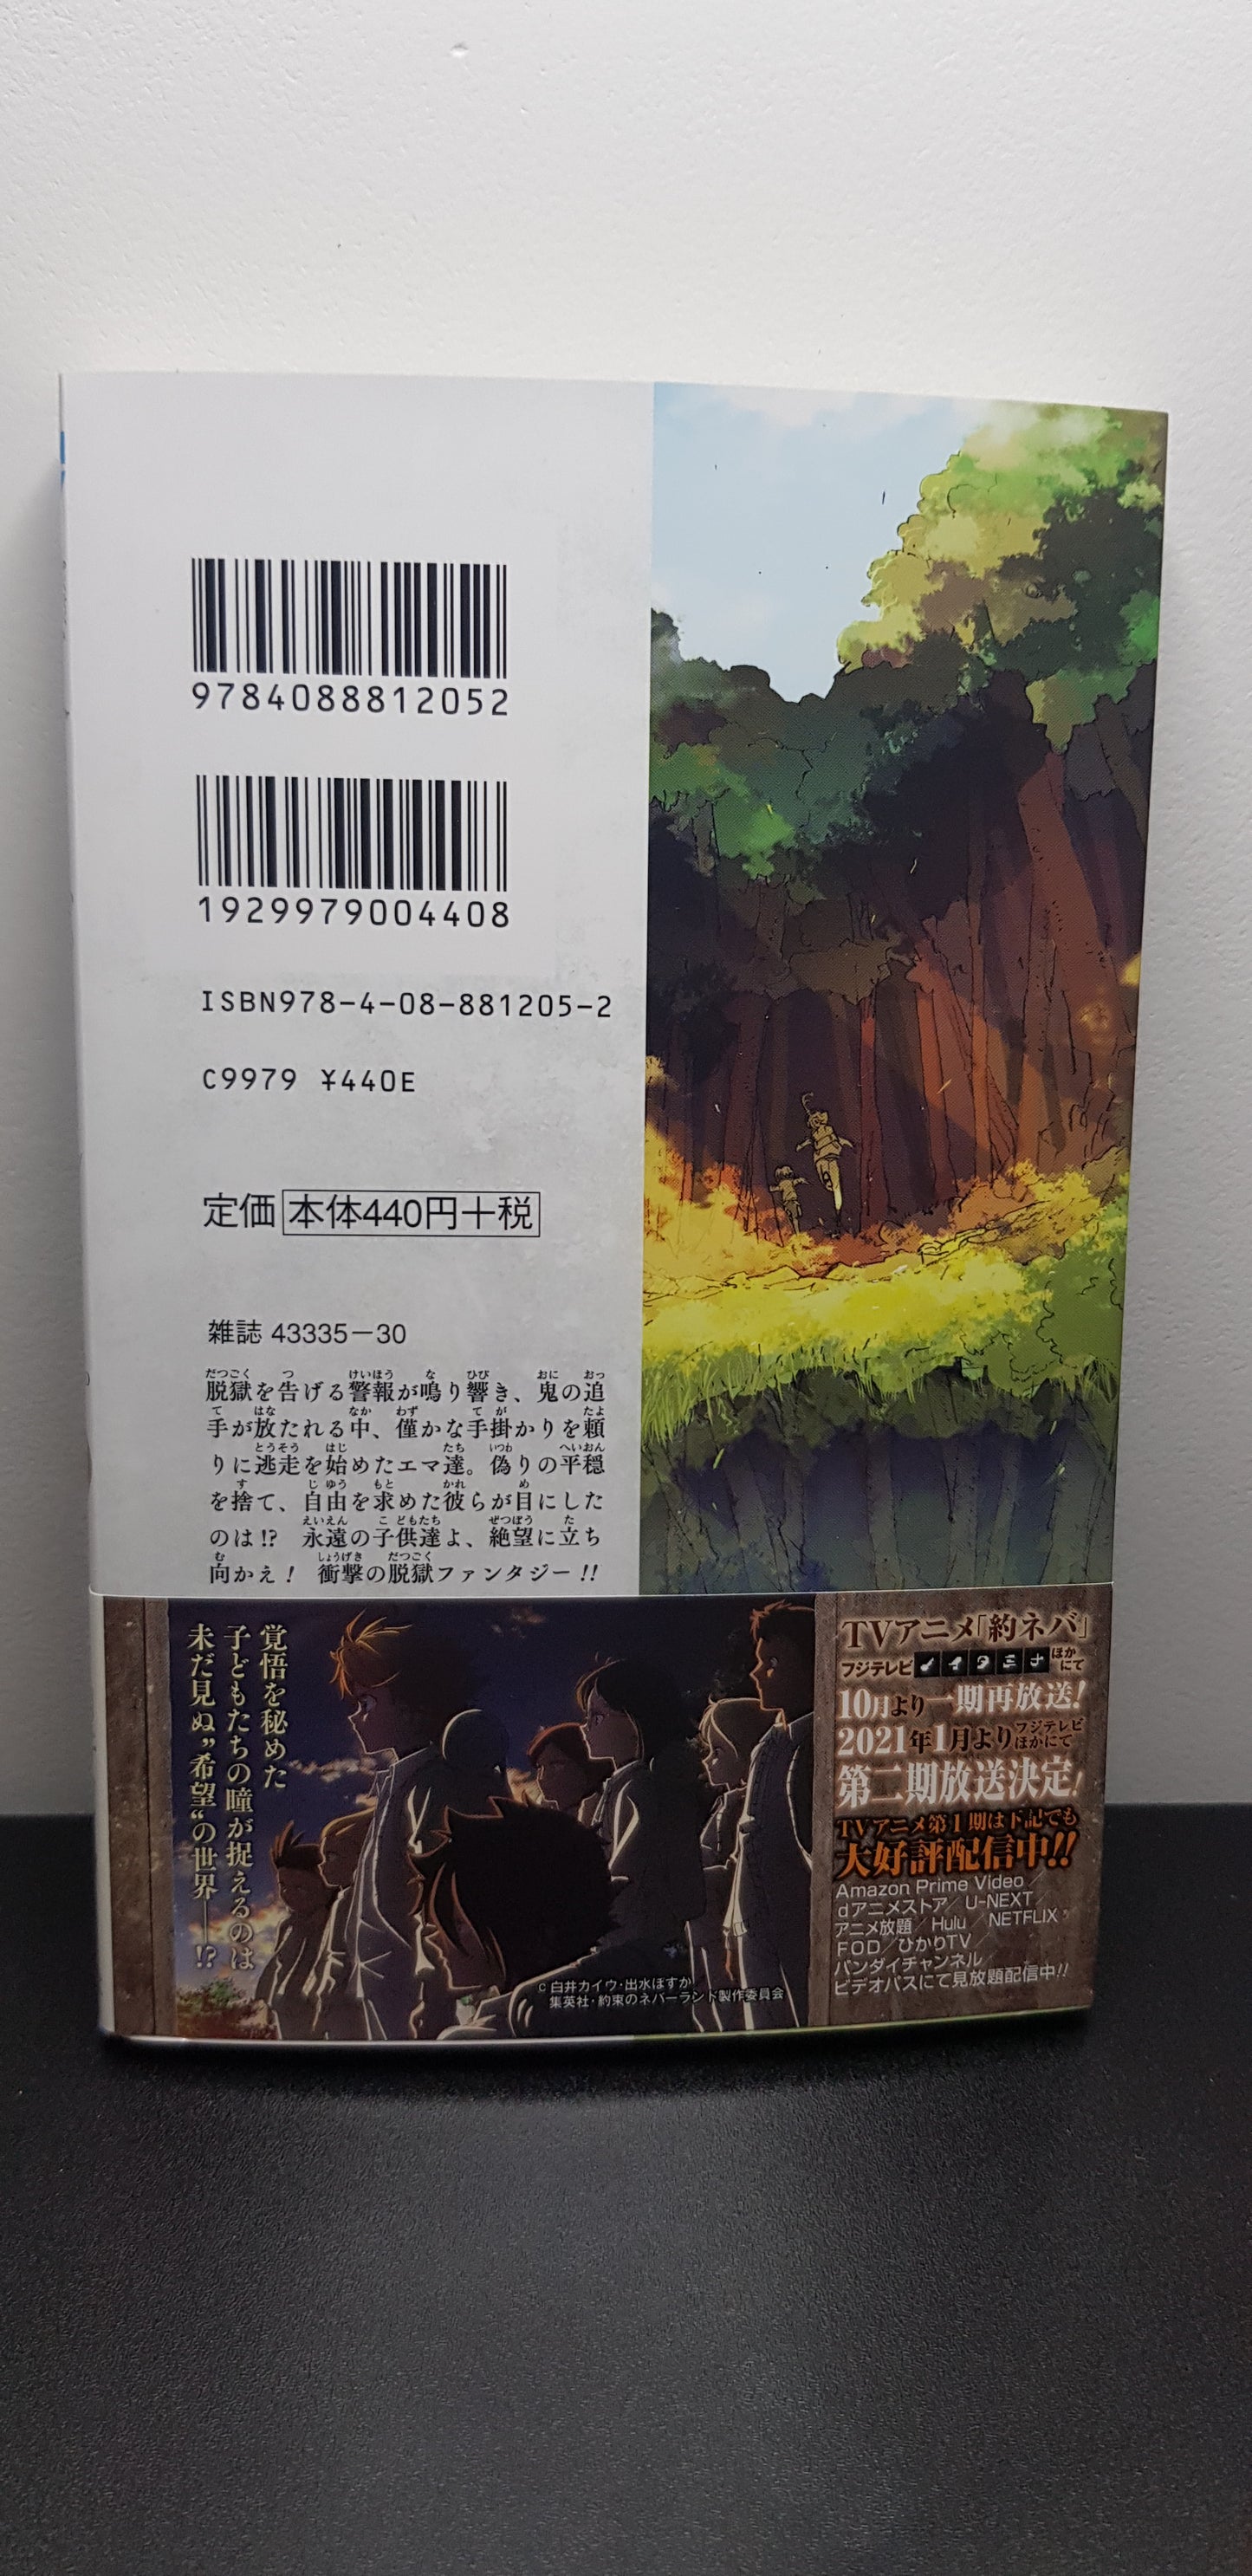 9784088812052
1929979004408
ISBN978-4-08-881205-2
C9979 ¥440E
定価 本体440円+税
雑誌 43335-30
脱獄を告げる警報が鳴り響き、鬼の追
手が放たれる中、僅かな手掛かりを頼
りに逃走を始めたエマ達。偽りの平穏
を捨て、自由を求めた彼らが目にした
のは!? 永遠の子供達よ、絶望に立ち
向かえ! 衝撃の脱獄ファンタジー!!
覚悟を秘めた
子どもたちの瞳が捉えるのは
未だ見ぬ〝希望〟の世界――!?
©白井カイウ・出水ぽすか
集英社・約束のネバーランド製作委員会
TVアニメ「約ネバ」
フジテレビノイタミナほかにて
10月より一期再放送!
2021年1月よりフジテレビほかにて
第二期放送決定!
TVアニメ第1期は下記でも
大好評配信中!!
Amazon Prime Video/
dアニメストア/U-NEXT/
アニメ放題/Hulu/NETFLIX/
FOD/ひかりTV/
バンダイチャンネル/
ビデオパスにて見放題配信中!!